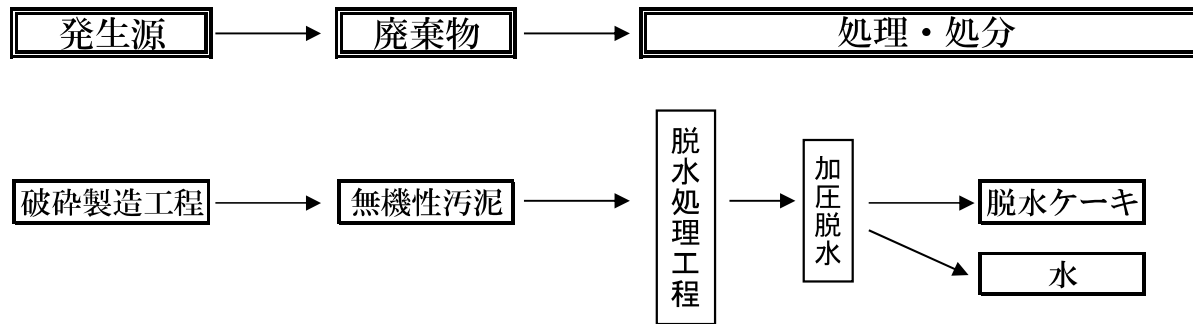 発生源
廃棄物
処理・処分
破砕製造工程
無機性汚泥
脱水処理工程
加圧脱水
脱水ケーキ
水